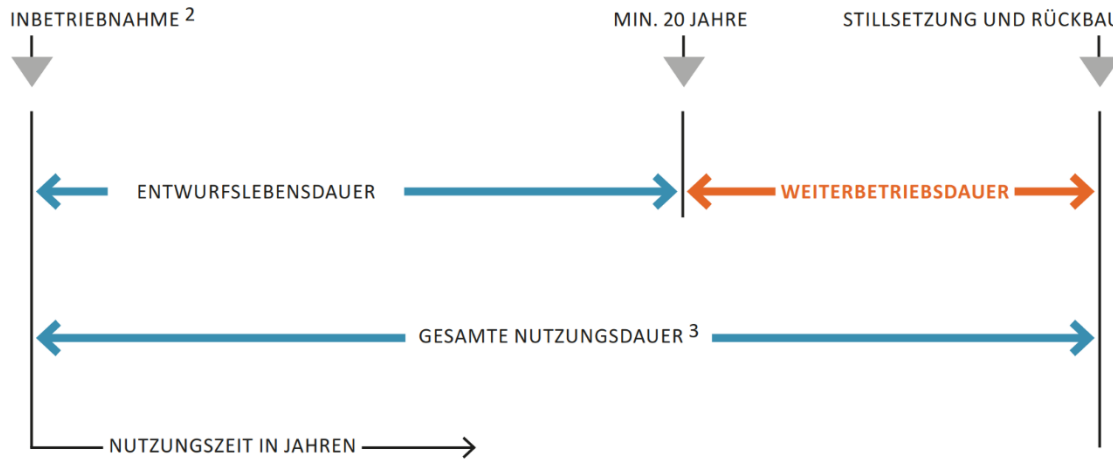 INBETRIEBNAHME 2
MIN. 20 JAHRE
STILLSETZUNG UND RÜCKBAU
ENTWURFSLEBENSDAUER
WEITERBETRIEBSDAUER
GESAMTE NUTZUNGSDAUER 3
NUTZUNGSZEIT IN JAHREN